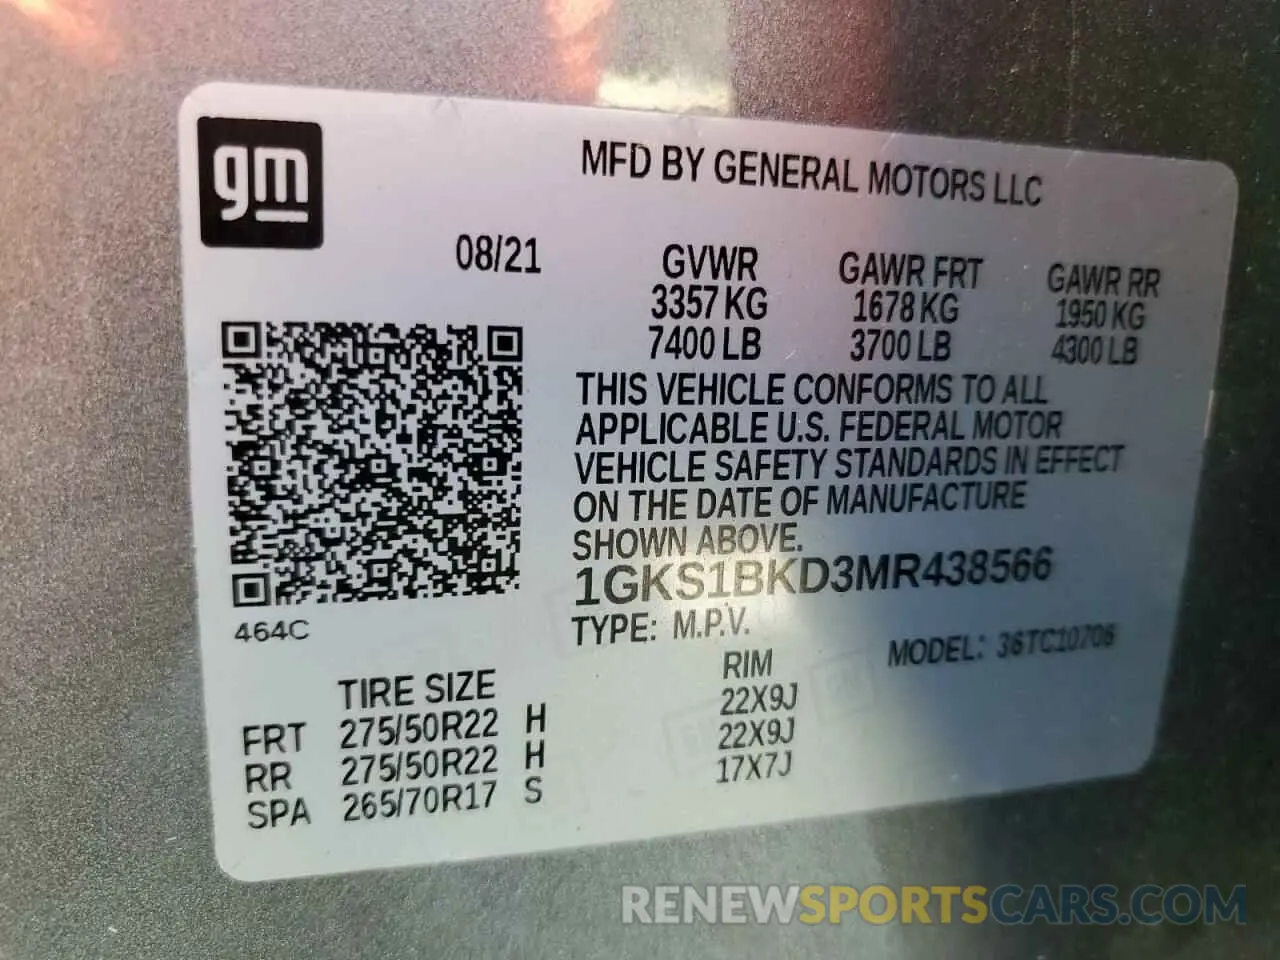 gm
MFD BY GENERAL MOTORS LLC
08/21
GVWR GAWR FRT GAWR RR
3357 KG 1678 KG 1950 KG
7400 LB 3700 LB 4300 LB
THIS VEHICLE CONFORMS TO ALL
APPLICABLE U.S. FEDERAL MOTOR
VEHICLE SAFETY STANDARDS IN EFFECT
ON THE DATE OF MANUFACTURE
SHOWN ABOVE.
1GKS1BKD3MR438566
464C
TYPE: M.P.V. MODEL: 36TC10706
TIRE SIZE RIM
FRT 275/50R22 H 22X9J
RR 275/50R22 H 22X9J
SPA 265/70R17 S 17X7J
RENEWSPORTSCARS.COM